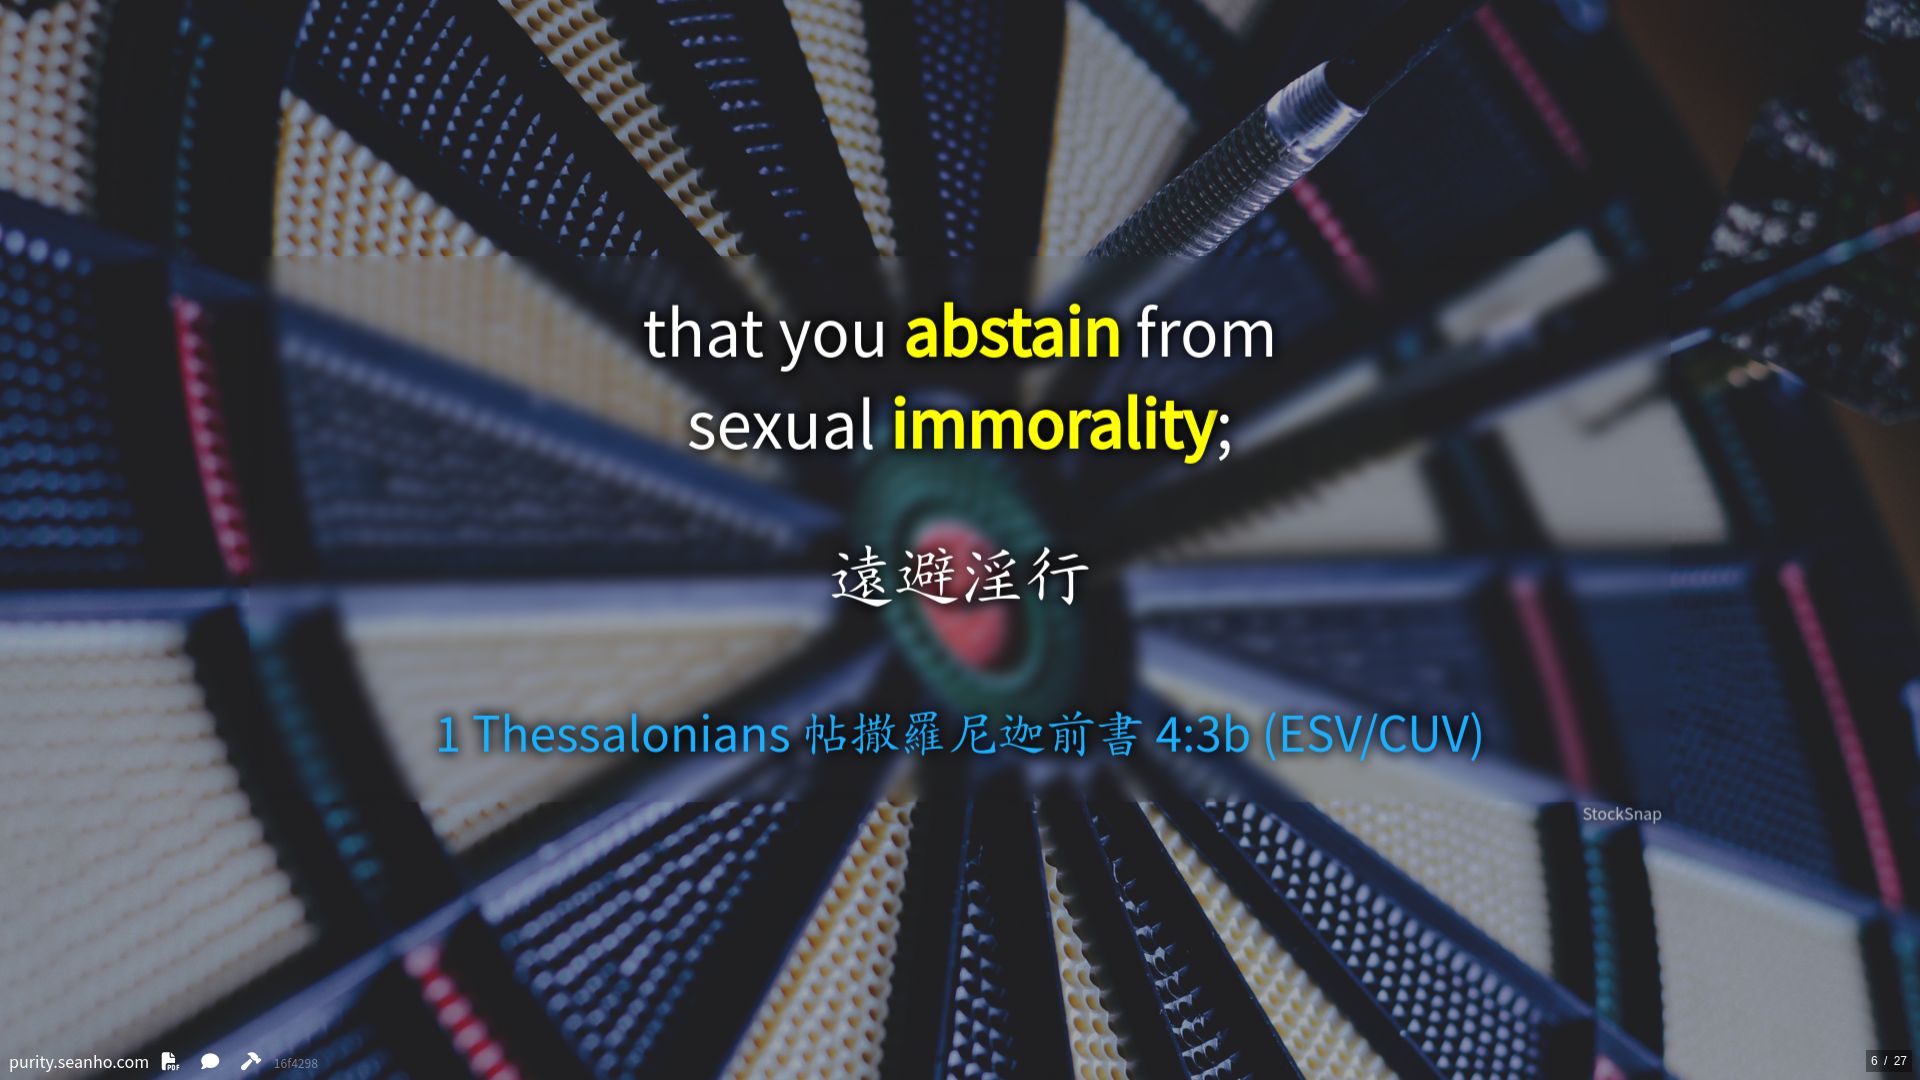 that you abstain from
sexual immorality;
遠避淫行
1 Thessalonians 帖撒羅尼迦前書 4:3b (ESV/CUV)
StockSnap
purity.seanho.com PDF 16f4298
6 / 27